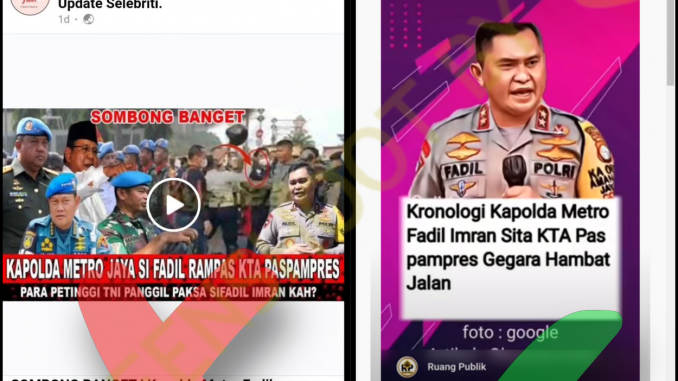 Update Selebriti.
1d
SOMBONG BANGET
KAPOLDA METRO JAYA SI FADIL RAMPAS KTA PASPAMPRES
PARA PETINGGI TNI PANGGIL PAKSA SIFADIL IMRAN KAH?
FADIL
POLRI
Kronologi Kapolda Metro
Fadil Imran Sita KTA Pas
pampres Gegara Hambat
Jalan
foto : google
Ruang Publik